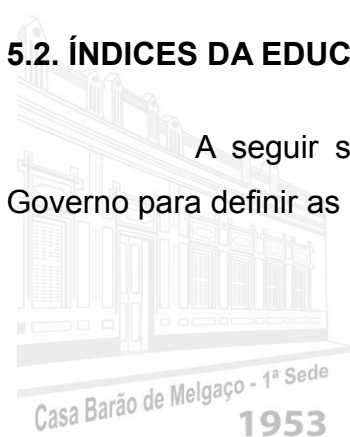 5.2. ÍNDICES DA EDUC
A seguir s
Governo para definir as
Casa Barão de Melgaço - 1ª Sede
1953